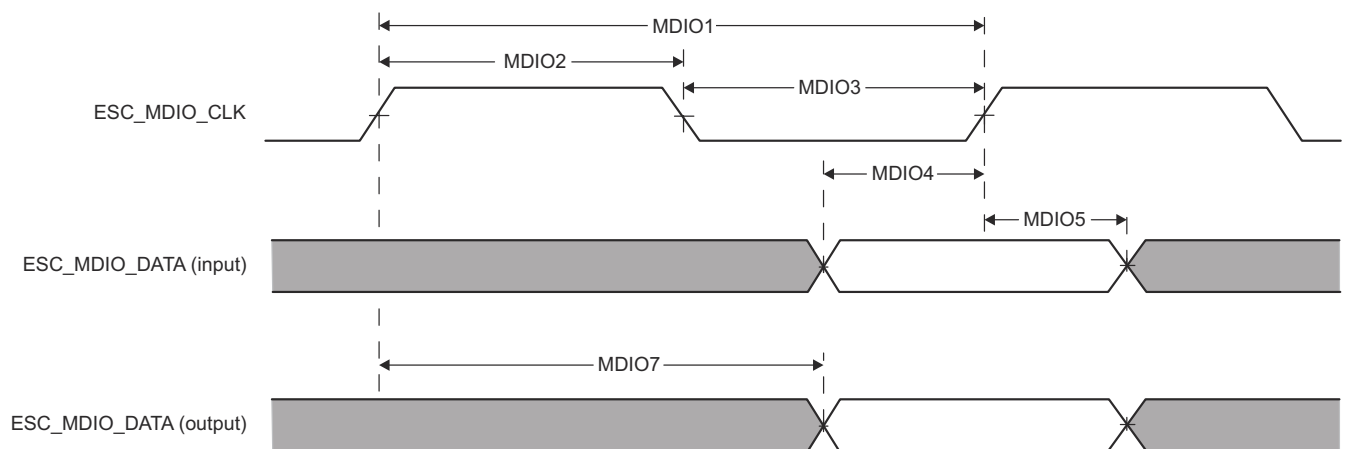 MDIO1
MDIO2
MDIO3
ESC_MDIO_CLK
MDIO4
MDIO5
ESC_MDIO_DATA (input)
MDIO7
ESC_MDIO_DATA (output)